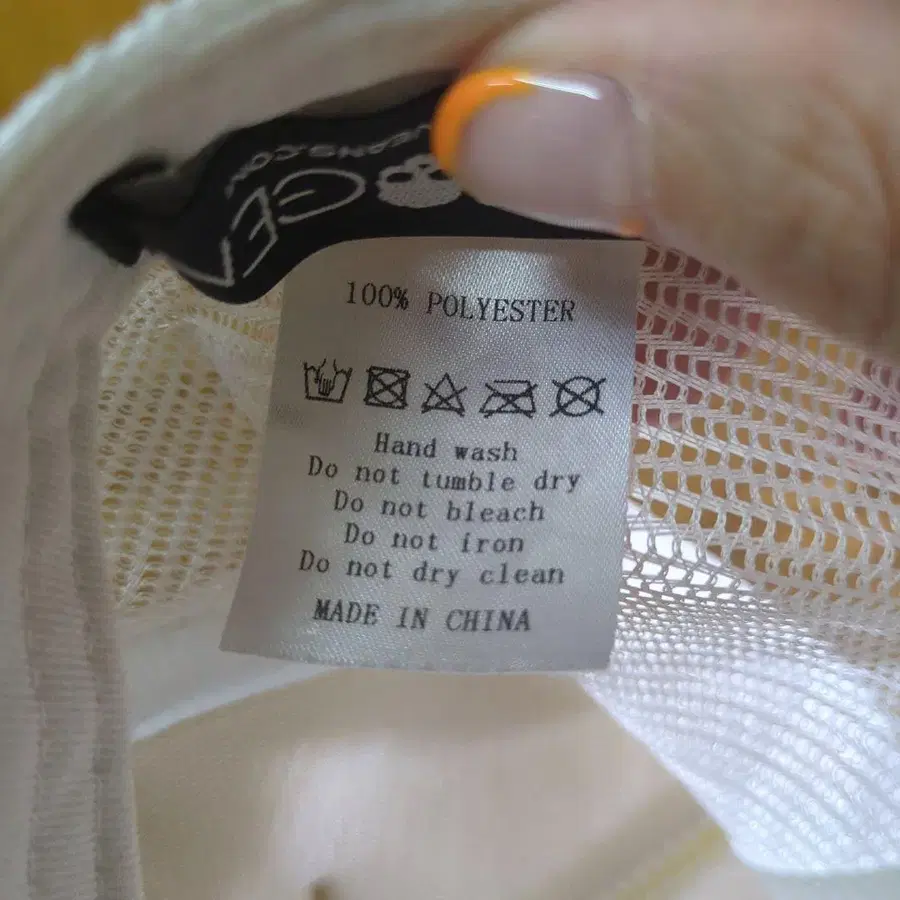 100% POLYESTER
Hand wash
Do not tumble dry
Do not bleach
Do not iron
Do not dry clean
MADE IN CHINA